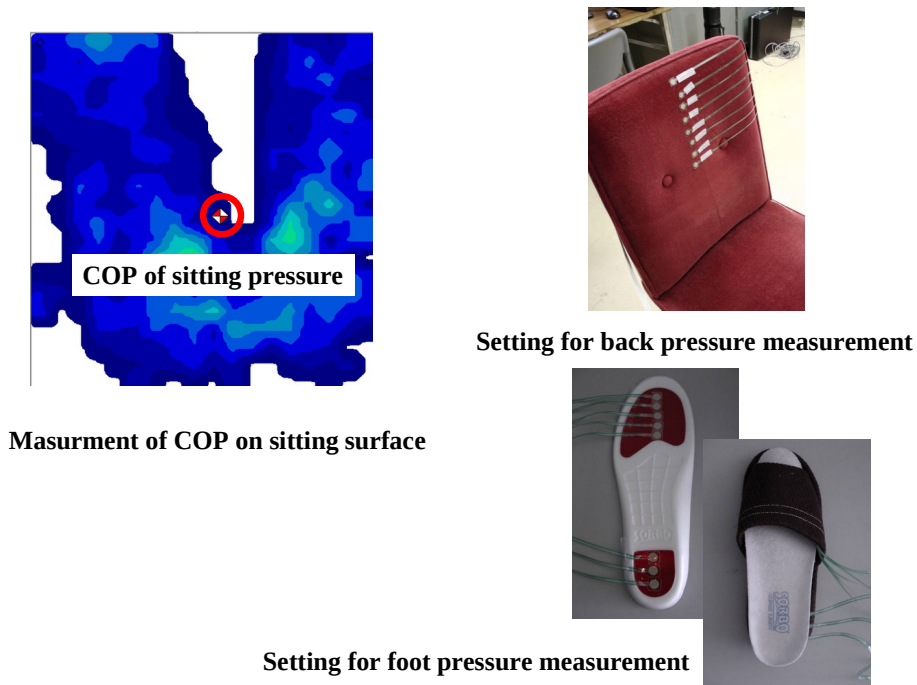 COP of sitting pressure
Setting for back pressure measurement
Masurment of COP on sitting surface
SORBO
Setting for foot pressure measurement